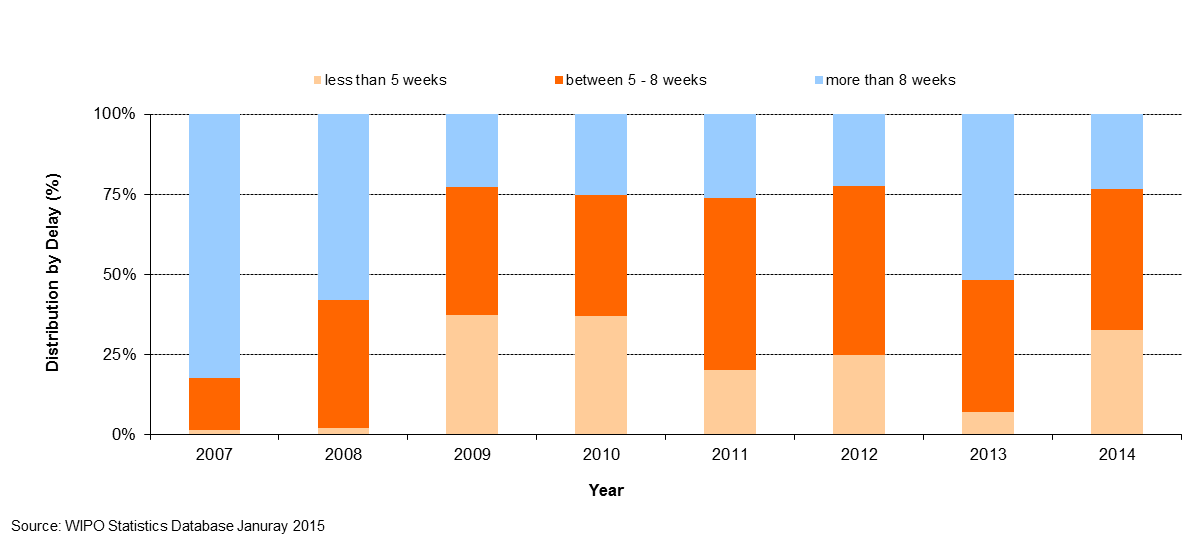 less than 5 weeks between 5 - 8 weeks more than 8 weeks
100%
75%
50%
25%
0%
Distribution by Delay (%)
2007 2008 2009 2010 2011 2012 2013 2014
Year
Source: WIPO Statistics Database Januray 2015